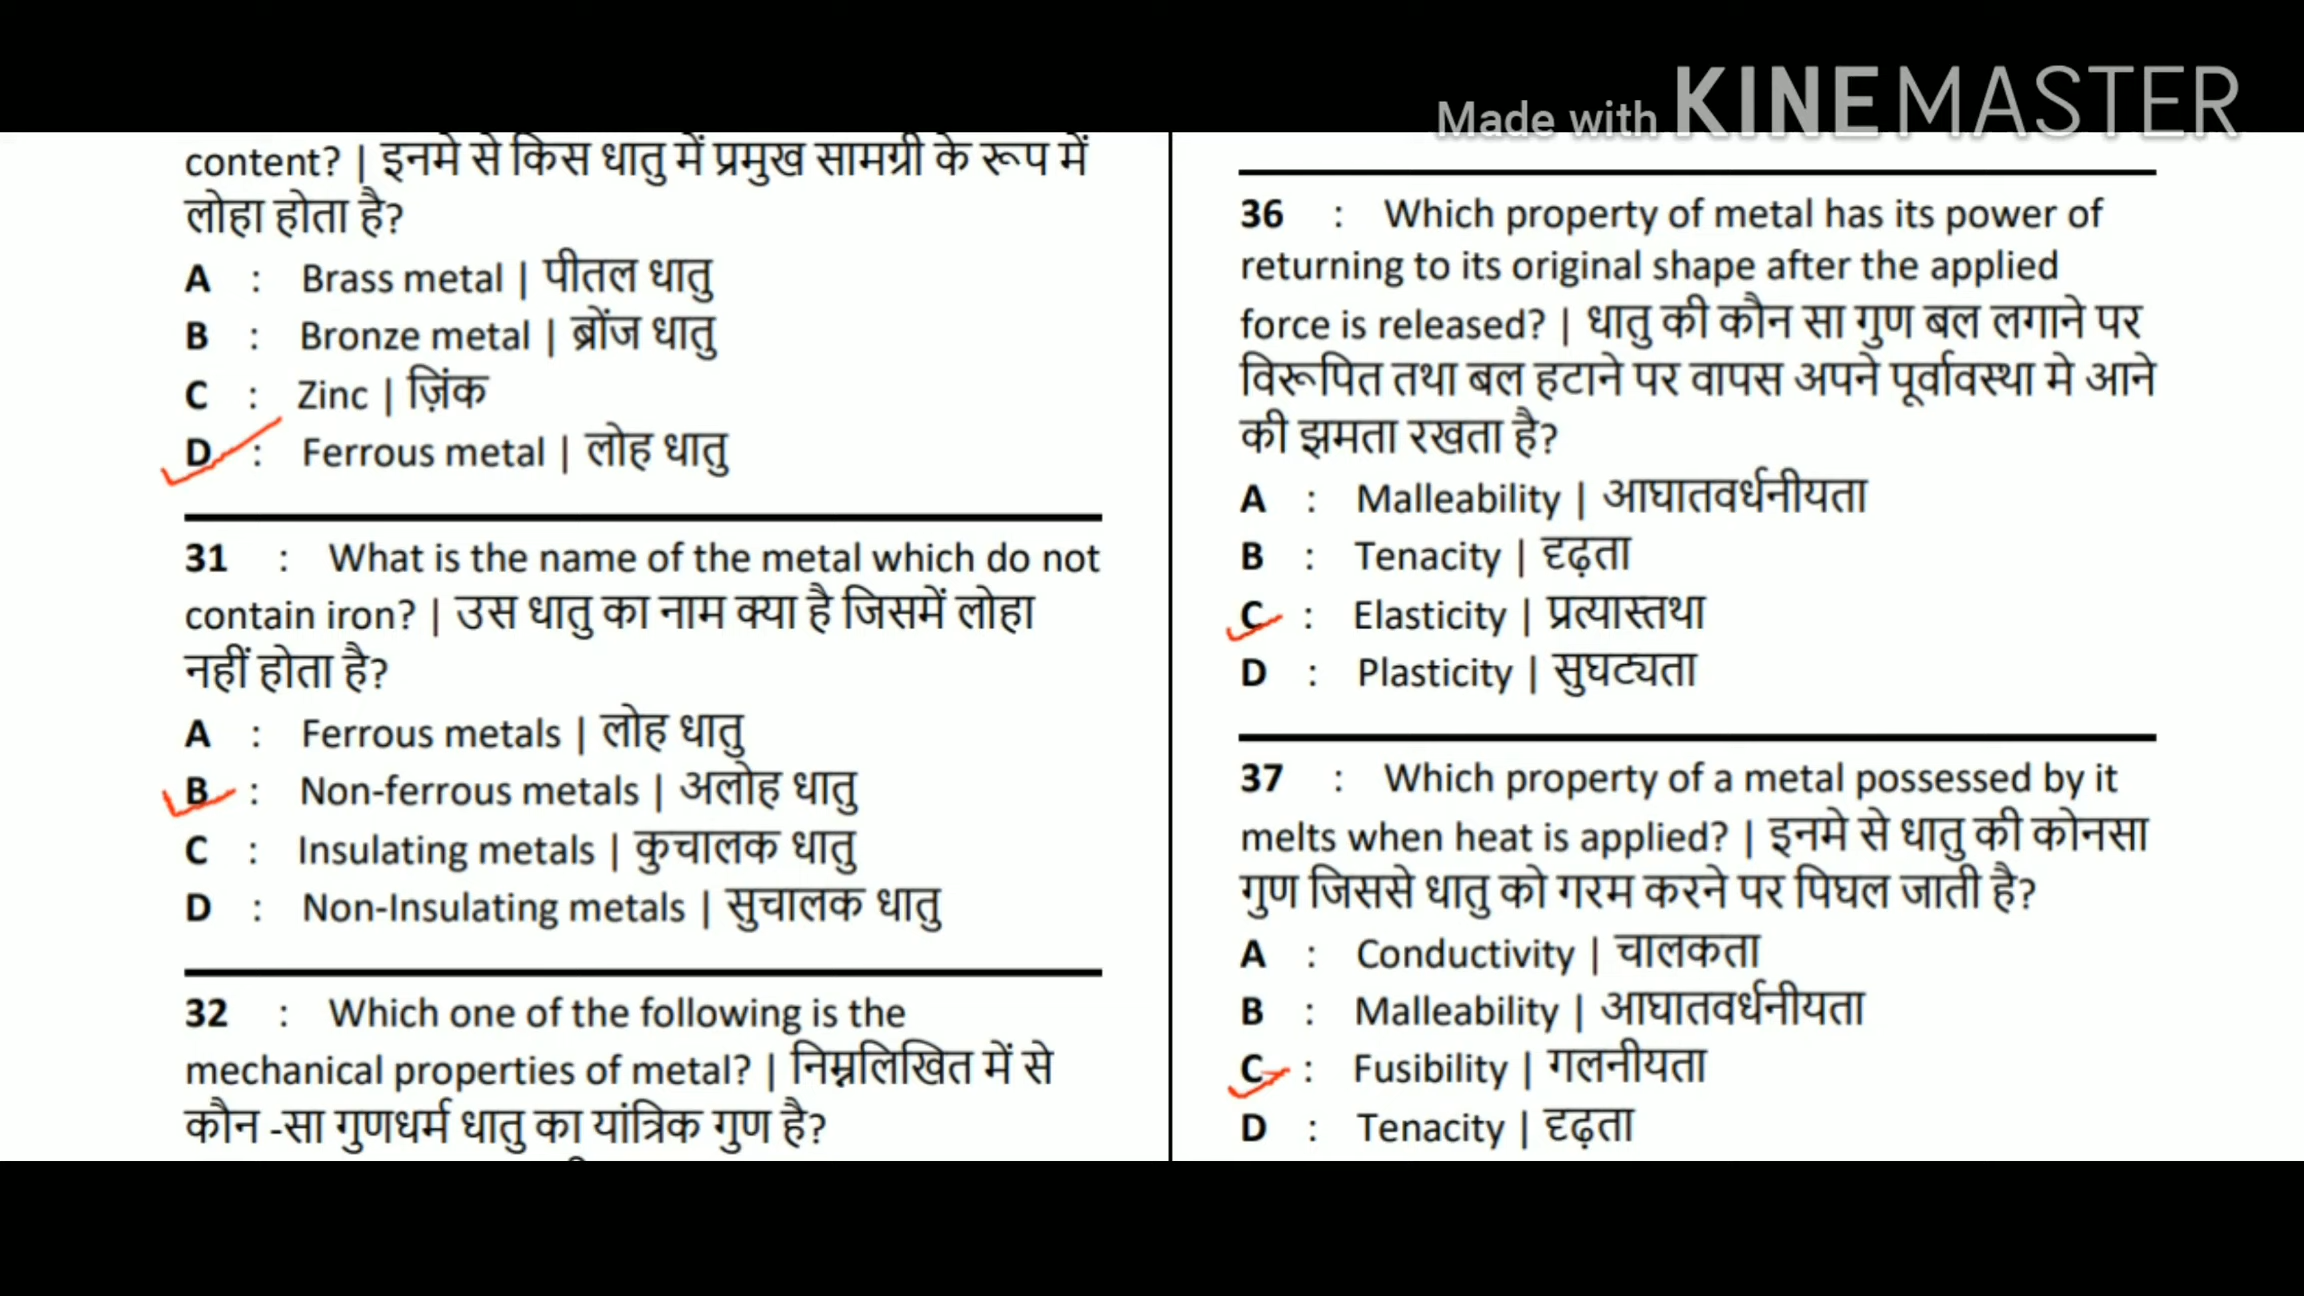 Made with KINEMASTER
content? | इनमे से किस धातु में प्रमुख सामग्री के रूप में
लोहा होता है?
A : Brass metal | पीतल धातु
B : Bronze metal | ब्रोंज धातु
C : Zinc | ज़िंक
D : Ferrous metal | लोह धातु
31 : What is the name of the metal which do not
contain iron? | उस धातु का नाम क्या है जिसमें लोहा
नहीं होता है?
A : Ferrous metals | लोह धातु
B : Non-ferrous metals | अलोह धातु
C : Insulating metals | कुचालक धातु
D : Non-Insulating metals | सुचालक धातु
32 : Which one of the following is the
mechanical properties of metal? | निम्नलिखित में से
कौन -सा गुणधर्म धातु का यांत्रिक गुण है?
36 : Which property of metal has its power of
returning to its original shape after the applied
force is released? | धातु की कौन सा गुण बल लगाने पर
विरूपित तथा बल हटाने पर वापस अपने पूर्वावस्था मे आने
की झमता रखता है?
A : Malleability | आघातवर्धनीयता
B : Tenacity | दृढ़ता
C : Elasticity | प्रत्यास्तथा
D : Plasticity | सुघट्यता
37 : Which property of a metal possessed by it
melts when heat is applied? | इनमे से धातु की कोनसा
गुण जिससे धातु को गरम करने पर पिघल जाती है?
A : Conductivity | चालकता
B : Malleability | आघातवर्धनीयता
C : Fusibility | गलनीयता
D : Tenacity | दृढ़ता